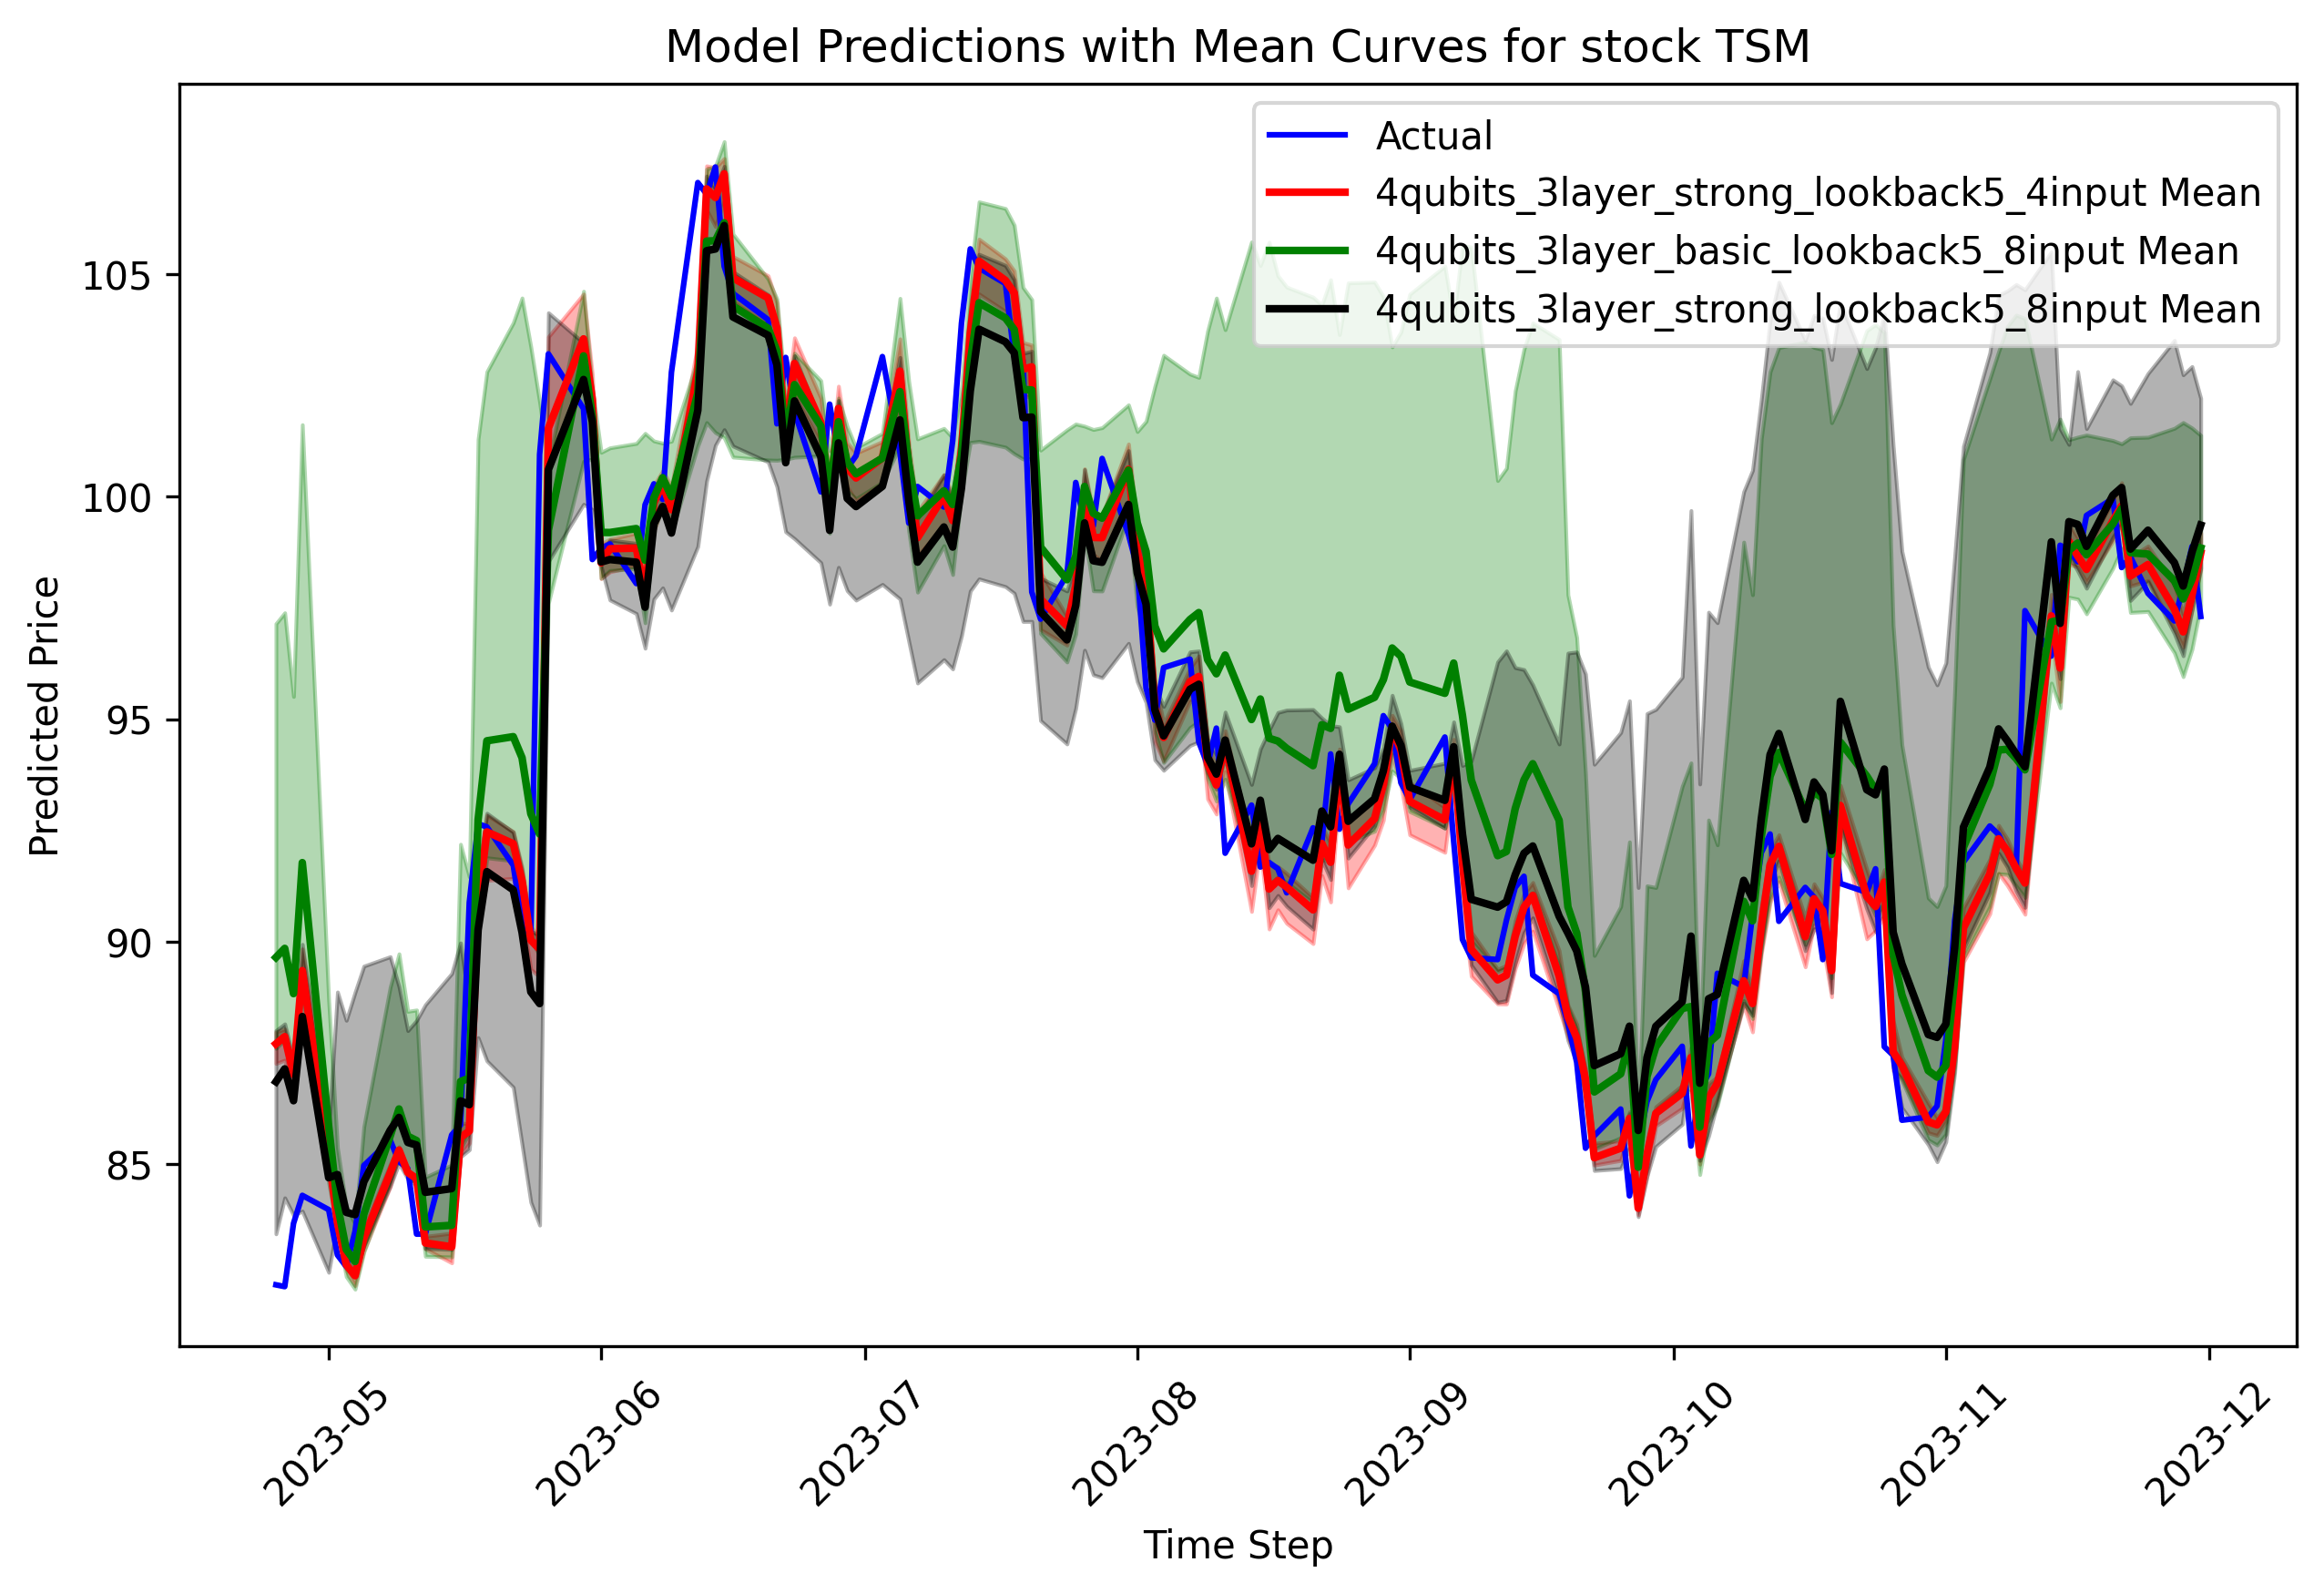 Model Predictions with Mean Curves for stock TSM
Actual
4qubits_3layer_strong_lookback5_4input Mean
4qubits_3layer_basic_lookback5_8input Mean
4qubits_3layer_strong_lookback5_8input Mean
Predicted Price
105
100
95
90
85
2023-05
2023-06
2023-07
2023-08
2023-09
2023-10
2023-11
2023-12
Time Step